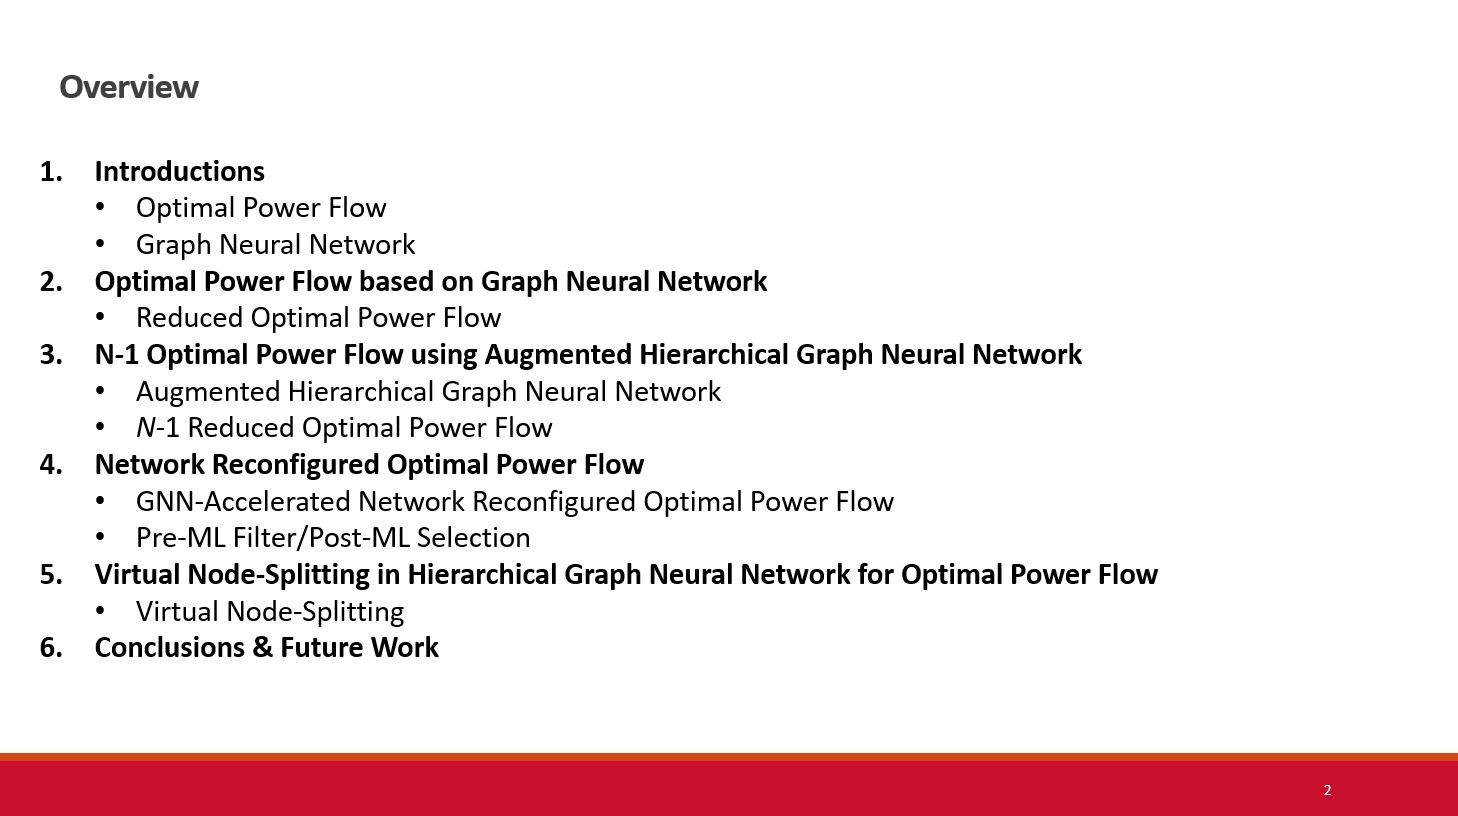 Overview
1. Introductions
• Optimal Power Flow
• Graph Neural Network
2. Optimal Power Flow based on Graph Neural Network
• Reduced Optimal Power Flow
3. N-1 Optimal Power Flow using Augmented Hierarchical Graph Neural Network
• Augmented Hierarchical Graph Neural Network
• N-1 Reduced Optimal Power Flow
4. Network Reconfigured Optimal Power Flow
• GNN-Accelerated Network Reconfigured Optimal Power Flow
• Pre-ML Filter/Post-ML Selection
5. Virtual Node-Splitting in Hierarchical Graph Neural Network for Optimal Power Flow
• Virtual Node-Splitting
6. Conclusions & Future Work
2